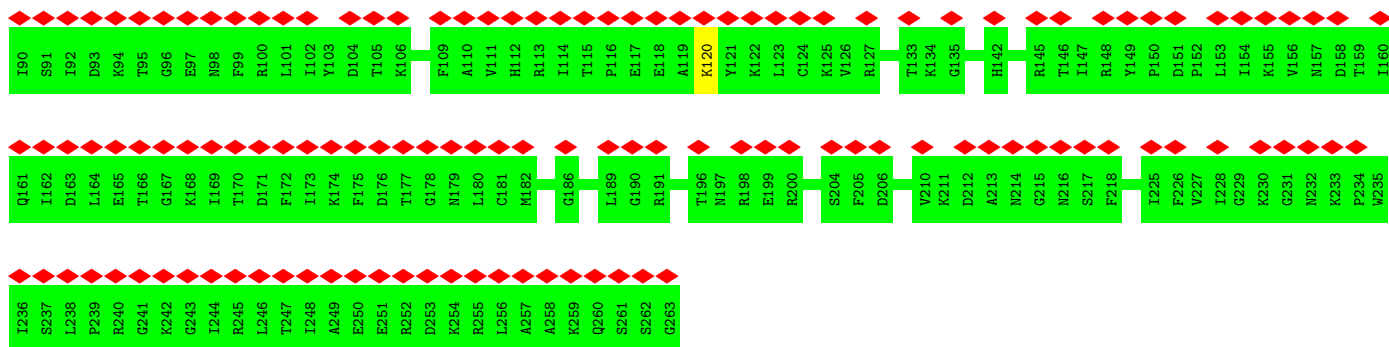 I90 S91 I92 D93 K94 T95 G96 E97 N98 F99 R100 L101 I102 Y103 D104 T105 K106 F109 A110 V111 H112 R113 I114 T115 P116 E117 E118 A119 K120 Y121 K122 L123 C124 K125 V126 R127 T133 K134 G135 H142 R145 T146 I147 R148 Y149 P150 D151 P152 L153 I154 K155 V156 N157 D158 T159 I160
Q161 I162 D163 L164 E165 T166 G167 K168 I169 T170 D171 F172 I173 K174 F175 D176 T177 G178 N179 L180 C181 M182 G186 L189 G190 R191 T196 N197 R198 E199 R200 S204 F205 D206 V210 K211 D212 A213 N214 G215 N216 S217 F218 I225 F226 V227 I228 G229 K230 G231 N232 K233 P234 W235
I236 S237 L238 P239 R240 G241 K242 G243 I244 R245 L246 T247 I248 A249 E250 E251 R252 D253 K254 R255 L256 A257 A258 K259 Q260 S261 S262 G263